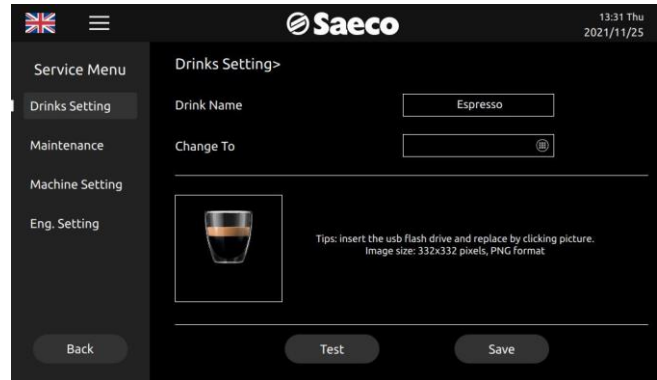 Saeco
13:31 Thu
2021/11/25
Service Menu
Drinks Setting
Maintenance
Machine Setting
Eng. Setting
Back
Drinks Setting>
Drink Name
Espresso
Change To
Tips: insert the usb flash drive and replace by clicking picture.
Image size: 332x332 pixels, PNG format
Test
Save